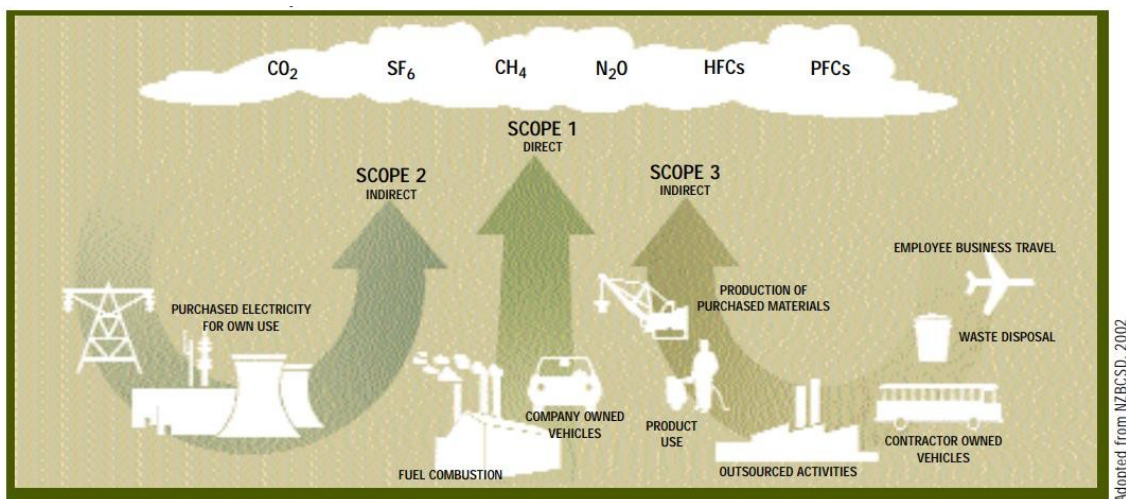 CO₂ SF₆ CH₄ N₂O HFCs PFCs
SCOPE 1
DIRECT
SCOPE 2
INDIRECT
SCOPE 3
INDIRECT
EMPLOYEE BUSINESS TRAVEL
PURCHASED ELECTRICITY
FOR OWN USE
PRODUCTION OF
PURCHASED MATERIALS
WASTE DISPOSAL
COMPANY OWNED
VEHICLES
PRODUCT
USE
CONTRACTOR OWNED
VEHICLES
FUEL COMBUSTION
OUTSOURCED ACTIVITIES
Adopted from NZBCSD, 2002